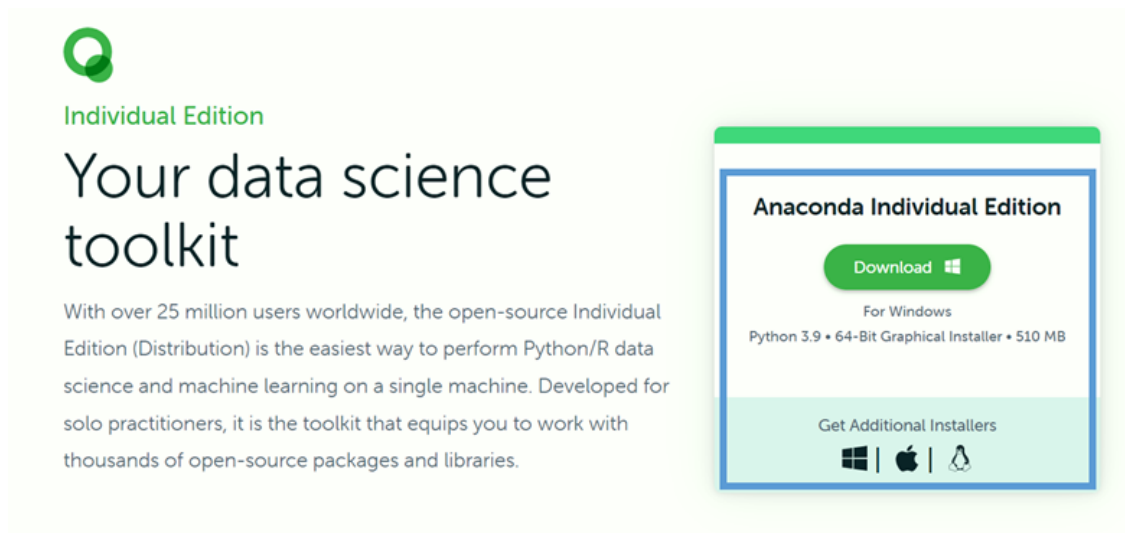 Individual Edition
Your data science
toolkit
With over 25 million users worldwide, the open-source Individual
Edition (Distribution) is the easiest way to perform Python/R data
science and machine learning on a single machine. Developed for
solo practitioners, it is the toolkit that equips you to work with
thousands of open-source packages and libraries.
Anaconda Individual Edition
Download
For Windows
Python 3.9 • 64-Bit Graphical Installer • 510 MB
Get Additional Installers